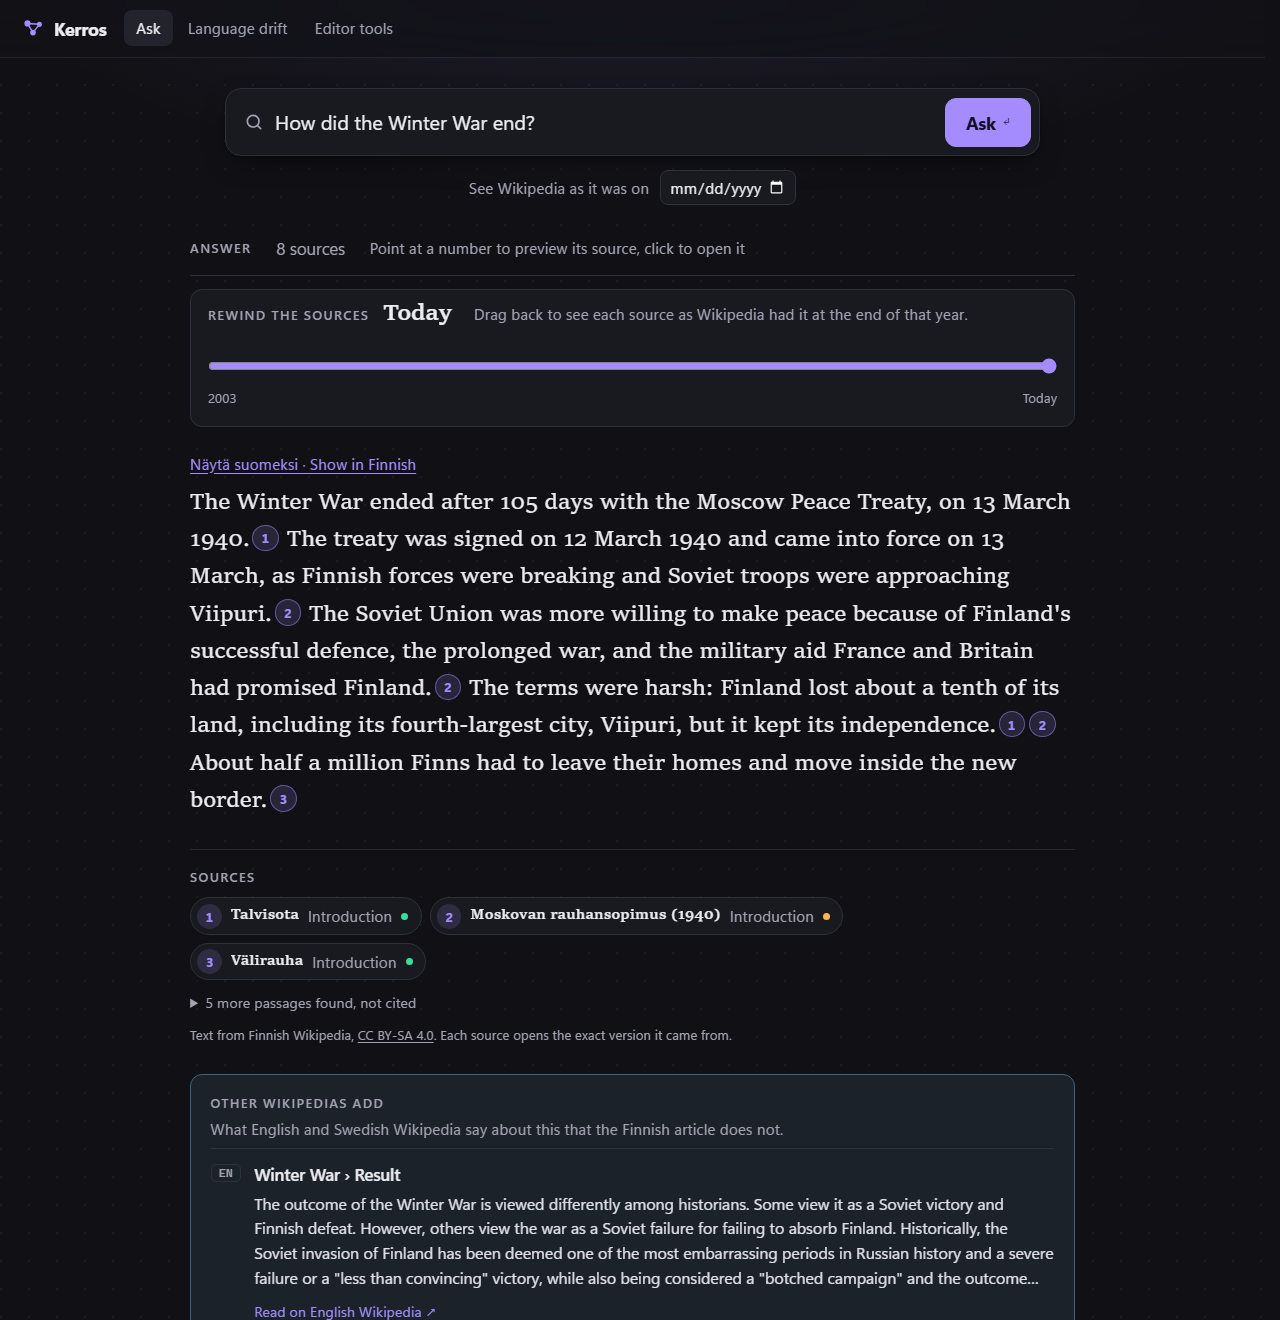 Kerros Ask Language drift Editor tools
How did the Winter War end? Ask ↲
See Wikipedia as it was on mm/dd/yyyy
ANSWER 8 sources Point at a number to preview its source, click to open it
REWIND THE SOURCES Today Drag back to see each source as Wikipedia had it at the end of that year.
2003 Today
Näytä suomeksi · Show in Finnish
The Winter War ended after 105 days with the Moscow Peace Treaty, on 13 March
1940. 1 The treaty was signed on 12 March 1940 and came into force on 13
March, as Finnish forces were breaking and Soviet troops were approaching
Viipuri. 2 The Soviet Union was more willing to make peace because of Finland's
successful defence, the prolonged war, and the military aid France and Britain
had promised Finland. 2 The terms were harsh: Finland lost about a tenth of its
land, including its fourth-largest city, Viipuri, but it kept its independence. 1 2
About half a million Finns had to leave their homes and move inside the new
border. 3
SOURCES
1 Talvisota Introduction 2 Moskovan rauhansopimus (1940) Introduction
3 Välirauha Introduction
▶ 5 more passages found, not cited
Text from Finnish Wikipedia, CC BY-SA 4.0. Each source opens the exact version it came from.
OTHER WIKIPEDIAS ADD
What English and Swedish Wikipedia say about this that the Finnish article does not.
EN Winter War › Result
The outcome of the Winter War is viewed differently among historians. Some view it as a Soviet victory and
Finnish defeat. However, others view the war as a Soviet failure for failing to absorb Finland. Historically, the
Soviet invasion of Finland has been deemed one of the most embarrassing periods in Russian history and a severe
failure or a "less than convincing" victory, while also being considered a "botched campaign" and the outcome...
Read on English Wikipedia ↗